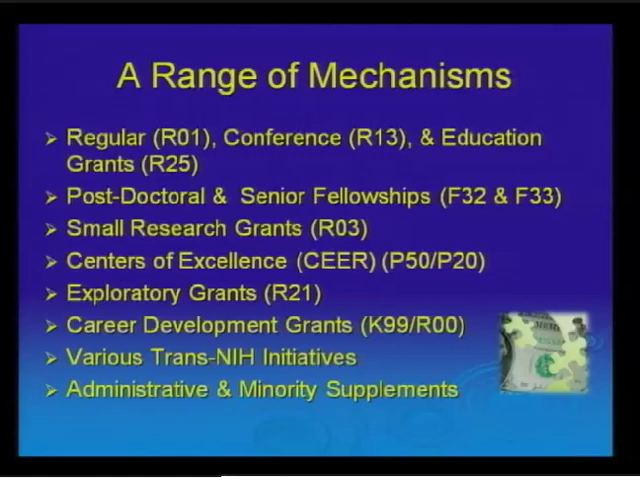 A Range of Mechanisms
➢ Regular (R01), Conference (R13), & Education
Grants (R25)
➢ Post-Doctoral & Senior Fellowships (F32 & F33)
➢ Small Research Grants (R03)
➢ Centers of Excellence (CEER) (P50/P20)
➢ Exploratory Grants (R21)
➢ Career Development Grants (K99/R00)
➢ Various Trans-NIH Initiatives
➢ Administrative & Minority Supplements